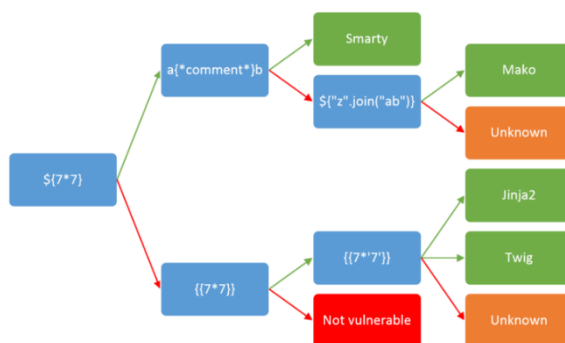 Smarty
a{*comment*}b
Mako
${"z".join("ab")}
Unknown
${7*7}
Jinja2
{{7*'7'}}
Twig
{{7*7}}
Not vulnerable
Unknown